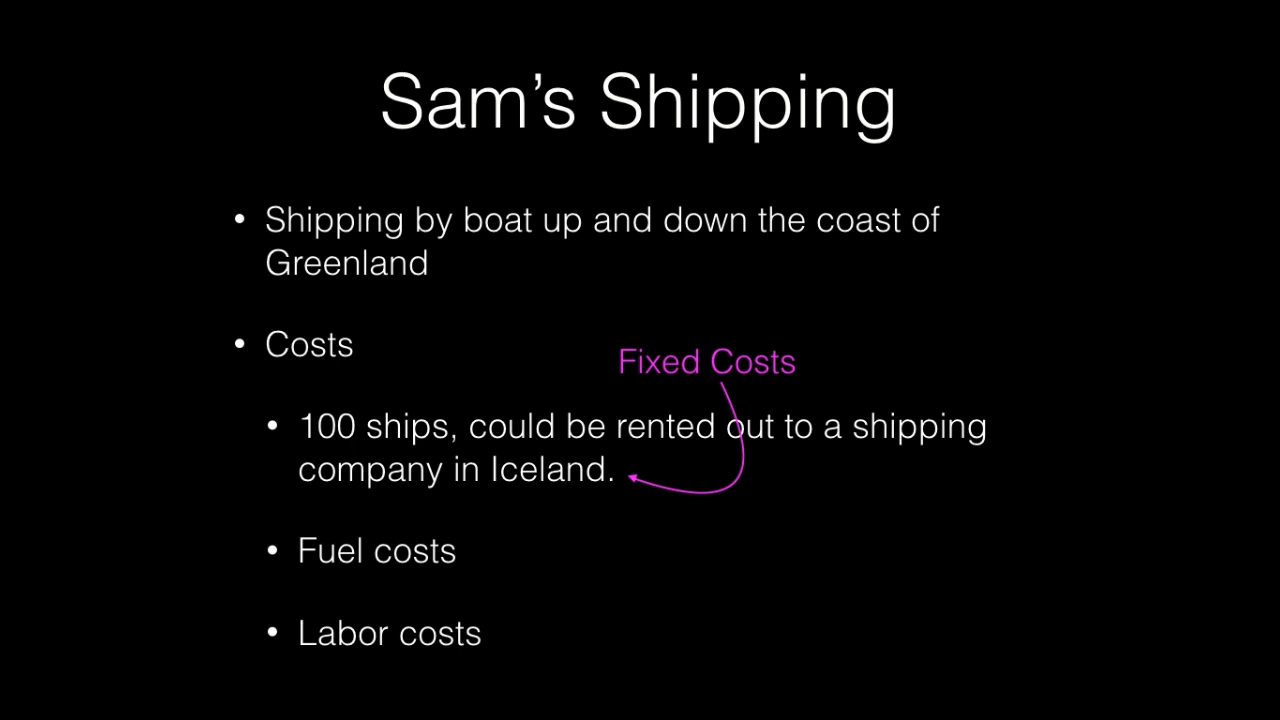 Sam’s Shipping
• Shipping by boat up and down the coast of
Greenland
• Costs
Fixed Costs
• 100 ships, could be rented out to a shipping
company in Iceland.
• Fuel costs
• Labor costs